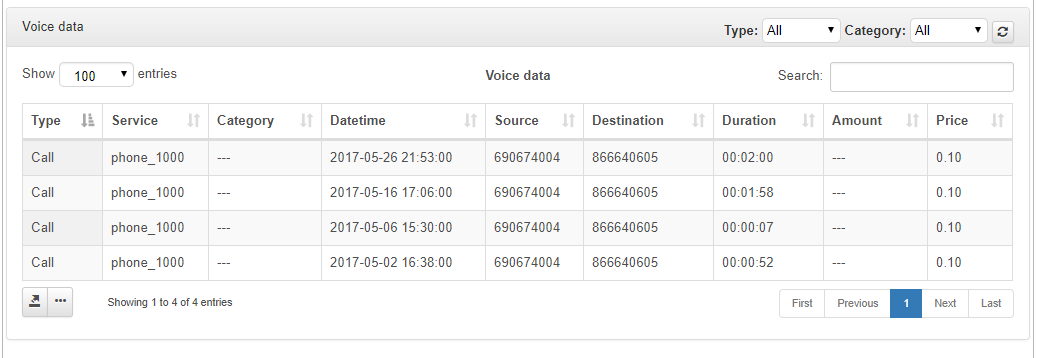 Voice data Type: All Category: All
Show 100 entries Voice data Search:
Type Service Category Datetime Source Destination Duration Amount Price
Call phone_1000 --- 2017-05-26 21:53:00 690674004 866640605 00:02:00 --- 0.10
Call phone_1000 --- 2017-05-16 17:06:00 690674004 866640605 00:01:58 --- 0.10
Call phone_1000 --- 2017-05-06 15:30:00 690674004 866640605 00:00:07 --- 0.10
Call phone_1000 --- 2017-05-02 16:38:00 690674004 866640605 00:00:52 --- 0.10
Showing 1 to 4 of 4 entries First Previous 1 Next Last